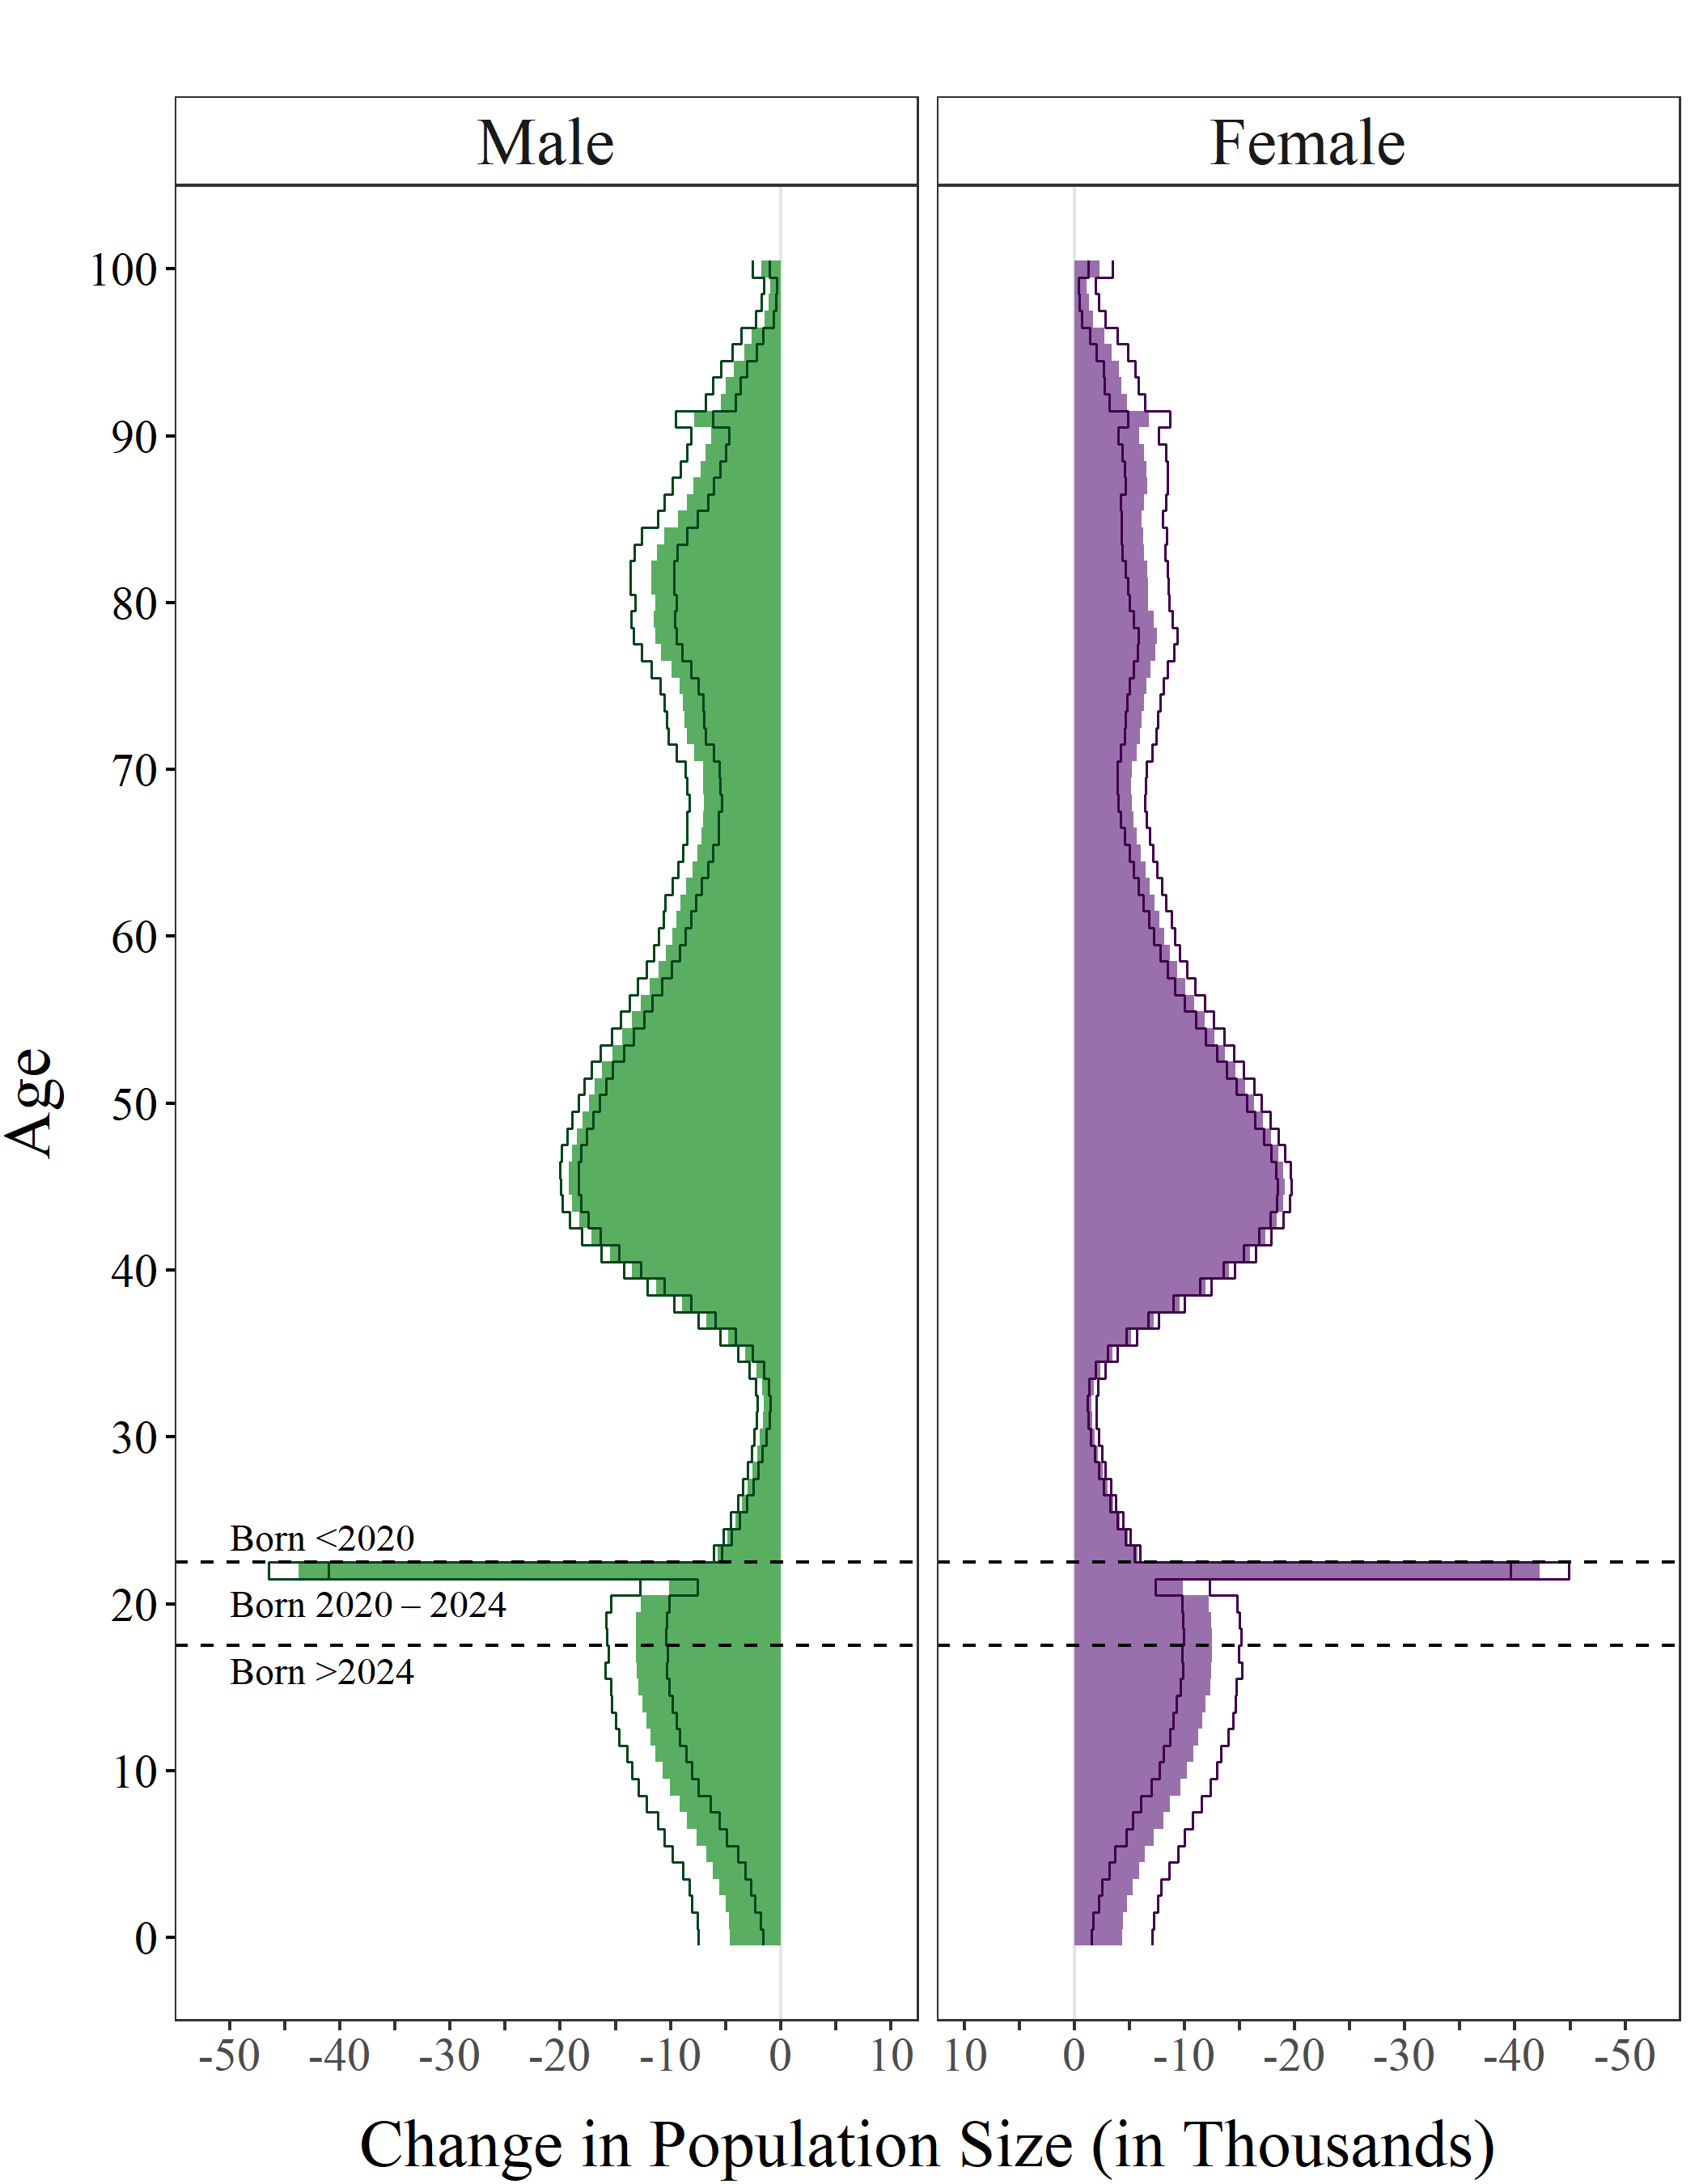 Male
Female
100
90
80
70
60
50
40
30
20
10
0
Age
Born <2020
Born 2020 – 2024
Born >2024
-50 -40 -30 -20 -10 0 10
10 0 -10 -20 -30 -40 -50
Change in Population Size (in Thousands)